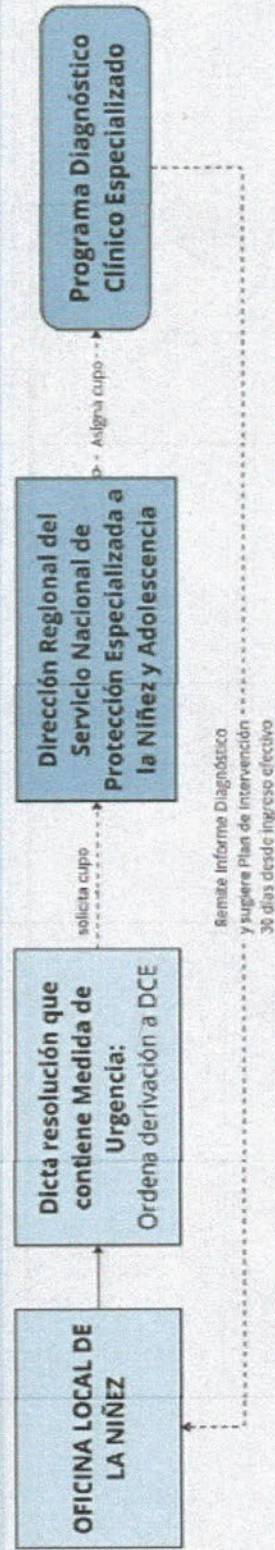 OFICINA LOCAL DE
LA NIÑEZ
Dicta resolución que
contiene Medida de
Urgencia:
Ordena derivación a DCE
solicita cupo
Dirección Regional del
Servicio Nacional de
Protección Especializada a
la Niñez y Adolescencia
Asigna cupo
Programa Diagnóstico
Clínico Especializado
Remite Informe Diagnóstico
y sugiere Plan de Intervención
30 días desde ingreso efectivo